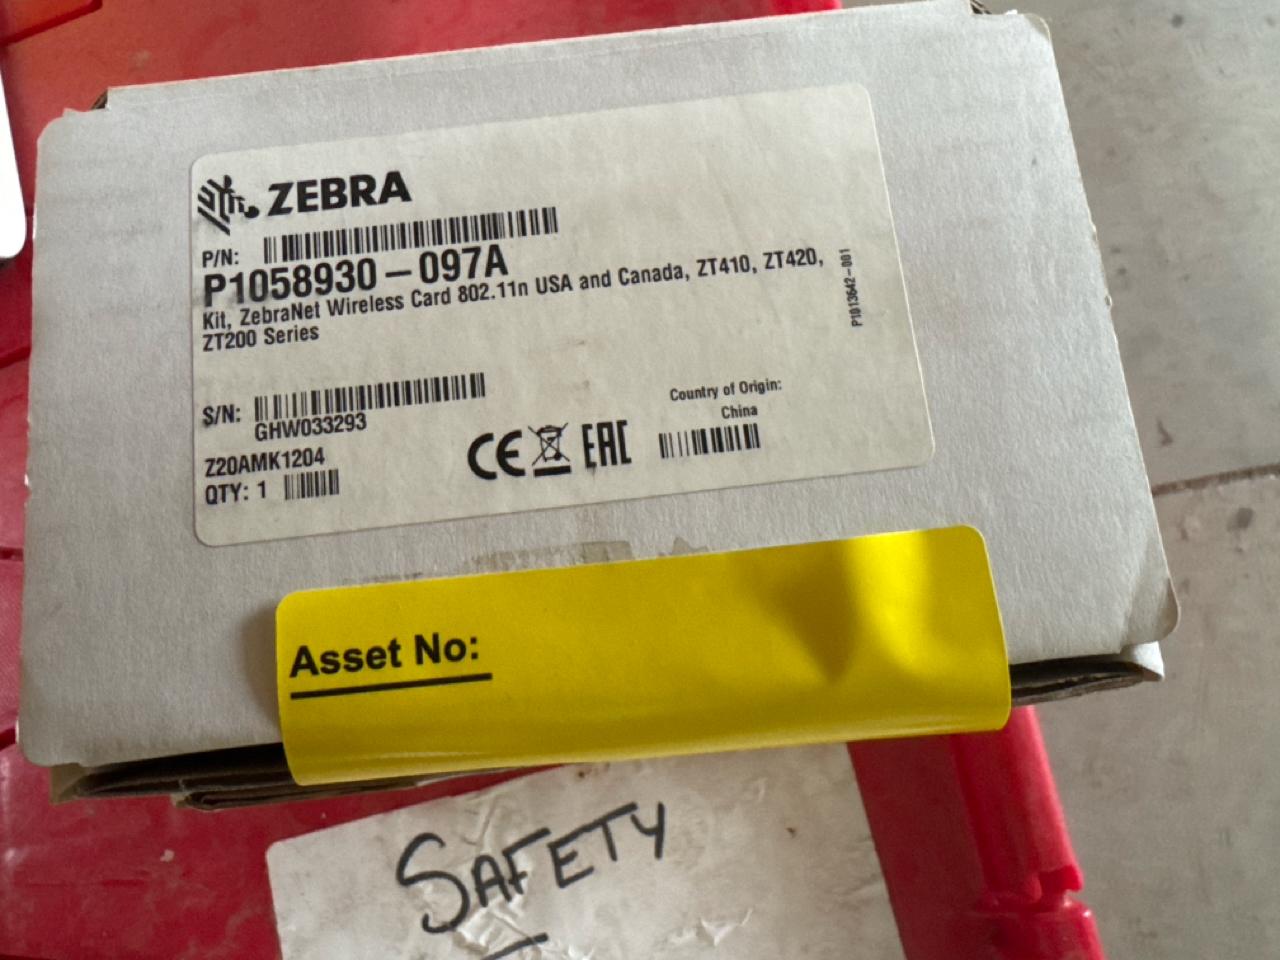 ZEBRA
P/N:
P1058930-097A
Kit, ZebraNet Wireless Card 802.11n USA and Canada, ZT410, ZT420,
ZT200 Series
P1013642-001
S/N:
GHW033293
Z20AMK1204
QTY: 1
CE EAC
Country of Origin:
China
Asset No:
SAFETY